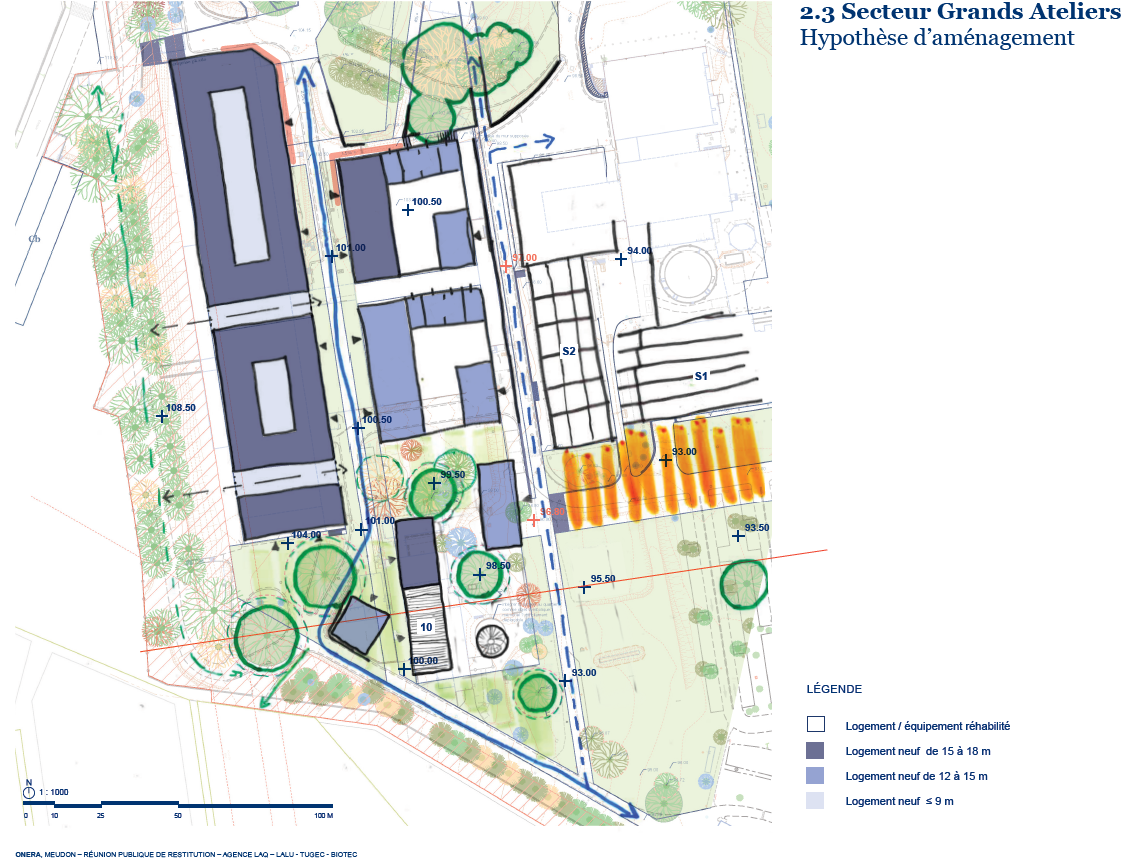 2.3 Secteur Grands Ateliers
Hypothèse d'aménagement
100.50
101.00
97.00
94.00
Cb
S2
S1
108.50
100.50
93.00
99.50
101.00
104.00
93.50
98.50
95.50
10
100.00
93.00
LÉGENDE
Logement / équipement réhabilité
Logement neuf de 15 à 18 m
Logement neuf de 12 à 15 m
Logement neuf ≤ 9 m
N
1 : 1000
0 10 25 50 100 M
ONERA, MEUDON – RÉUNION PUBLIQUE DE RESTITUTION – AGENCE LAQ – LALU - TUGEC - BIOTEC